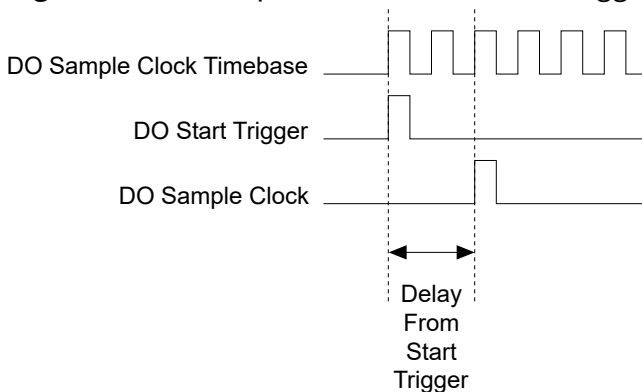 DO Sample Clock Timebase
DO Start Trigger
DO Sample Clock
Delay
From
Start
Trigger